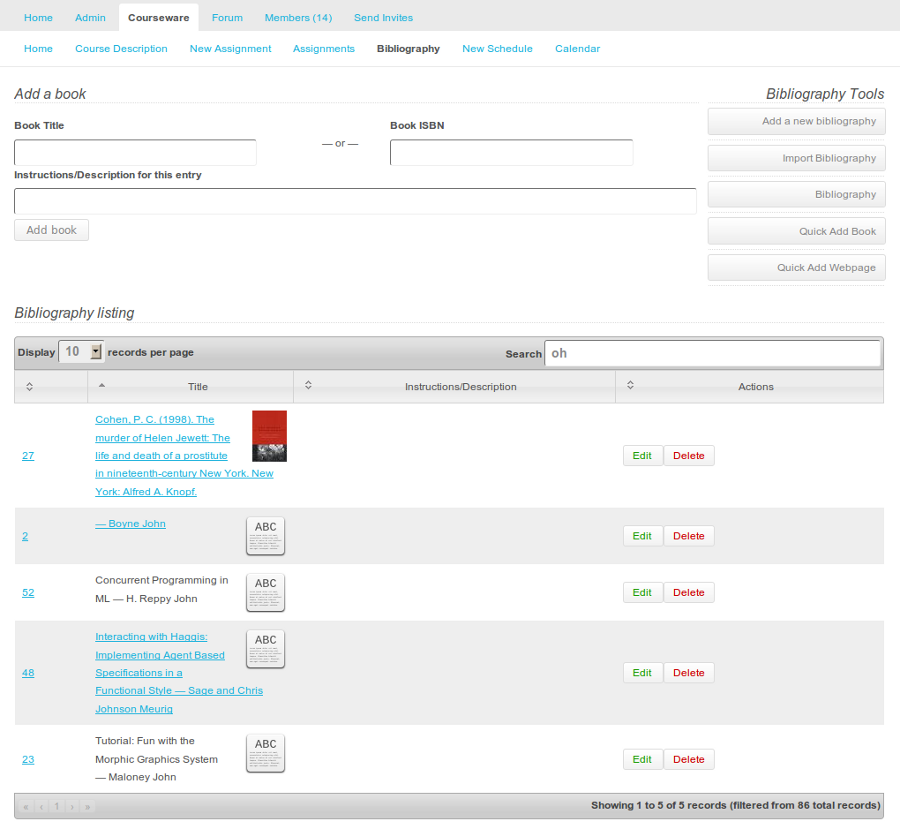 Home Admin Courseware Forum Members (14) Send Invites
Home Course Description New Assignment Assignments Bibliography New Schedule Calendar
Add a book
Bibliography Tools
Book Title
— or —
Book ISBN
Instructions/Description for this entry
Add book
Add a new bibliography
Import Bibliography
Bibliography
Quick Add Book
Quick Add Webpage
Bibliography listing
Display 10 records per page
Search oh
Title Instructions/Description Actions
27
Cohen, P. C. (1998). The
murder of Helen Jewett: The
life and death of a prostitute
in nineteenth-century New York. New
York: Alfred A. Knopf.
Edit Delete
2
— Boyne John
ABC
Edit Delete
52
Concurrent Programming in
ML — H. Reppy John
ABC
Edit Delete
48
Interacting with Haggis:
Implementing Agent Based
Specifications in a
Functional Style — Sage and Chris
Johnson Meurig
ABC
Edit Delete
23
Tutorial: Fun with the
Morphic Graphics System
— Maloney John
ABC
Edit Delete
« ‹ 1 › »
Showing 1 to 5 of 5 records (filtered from 86 total records)